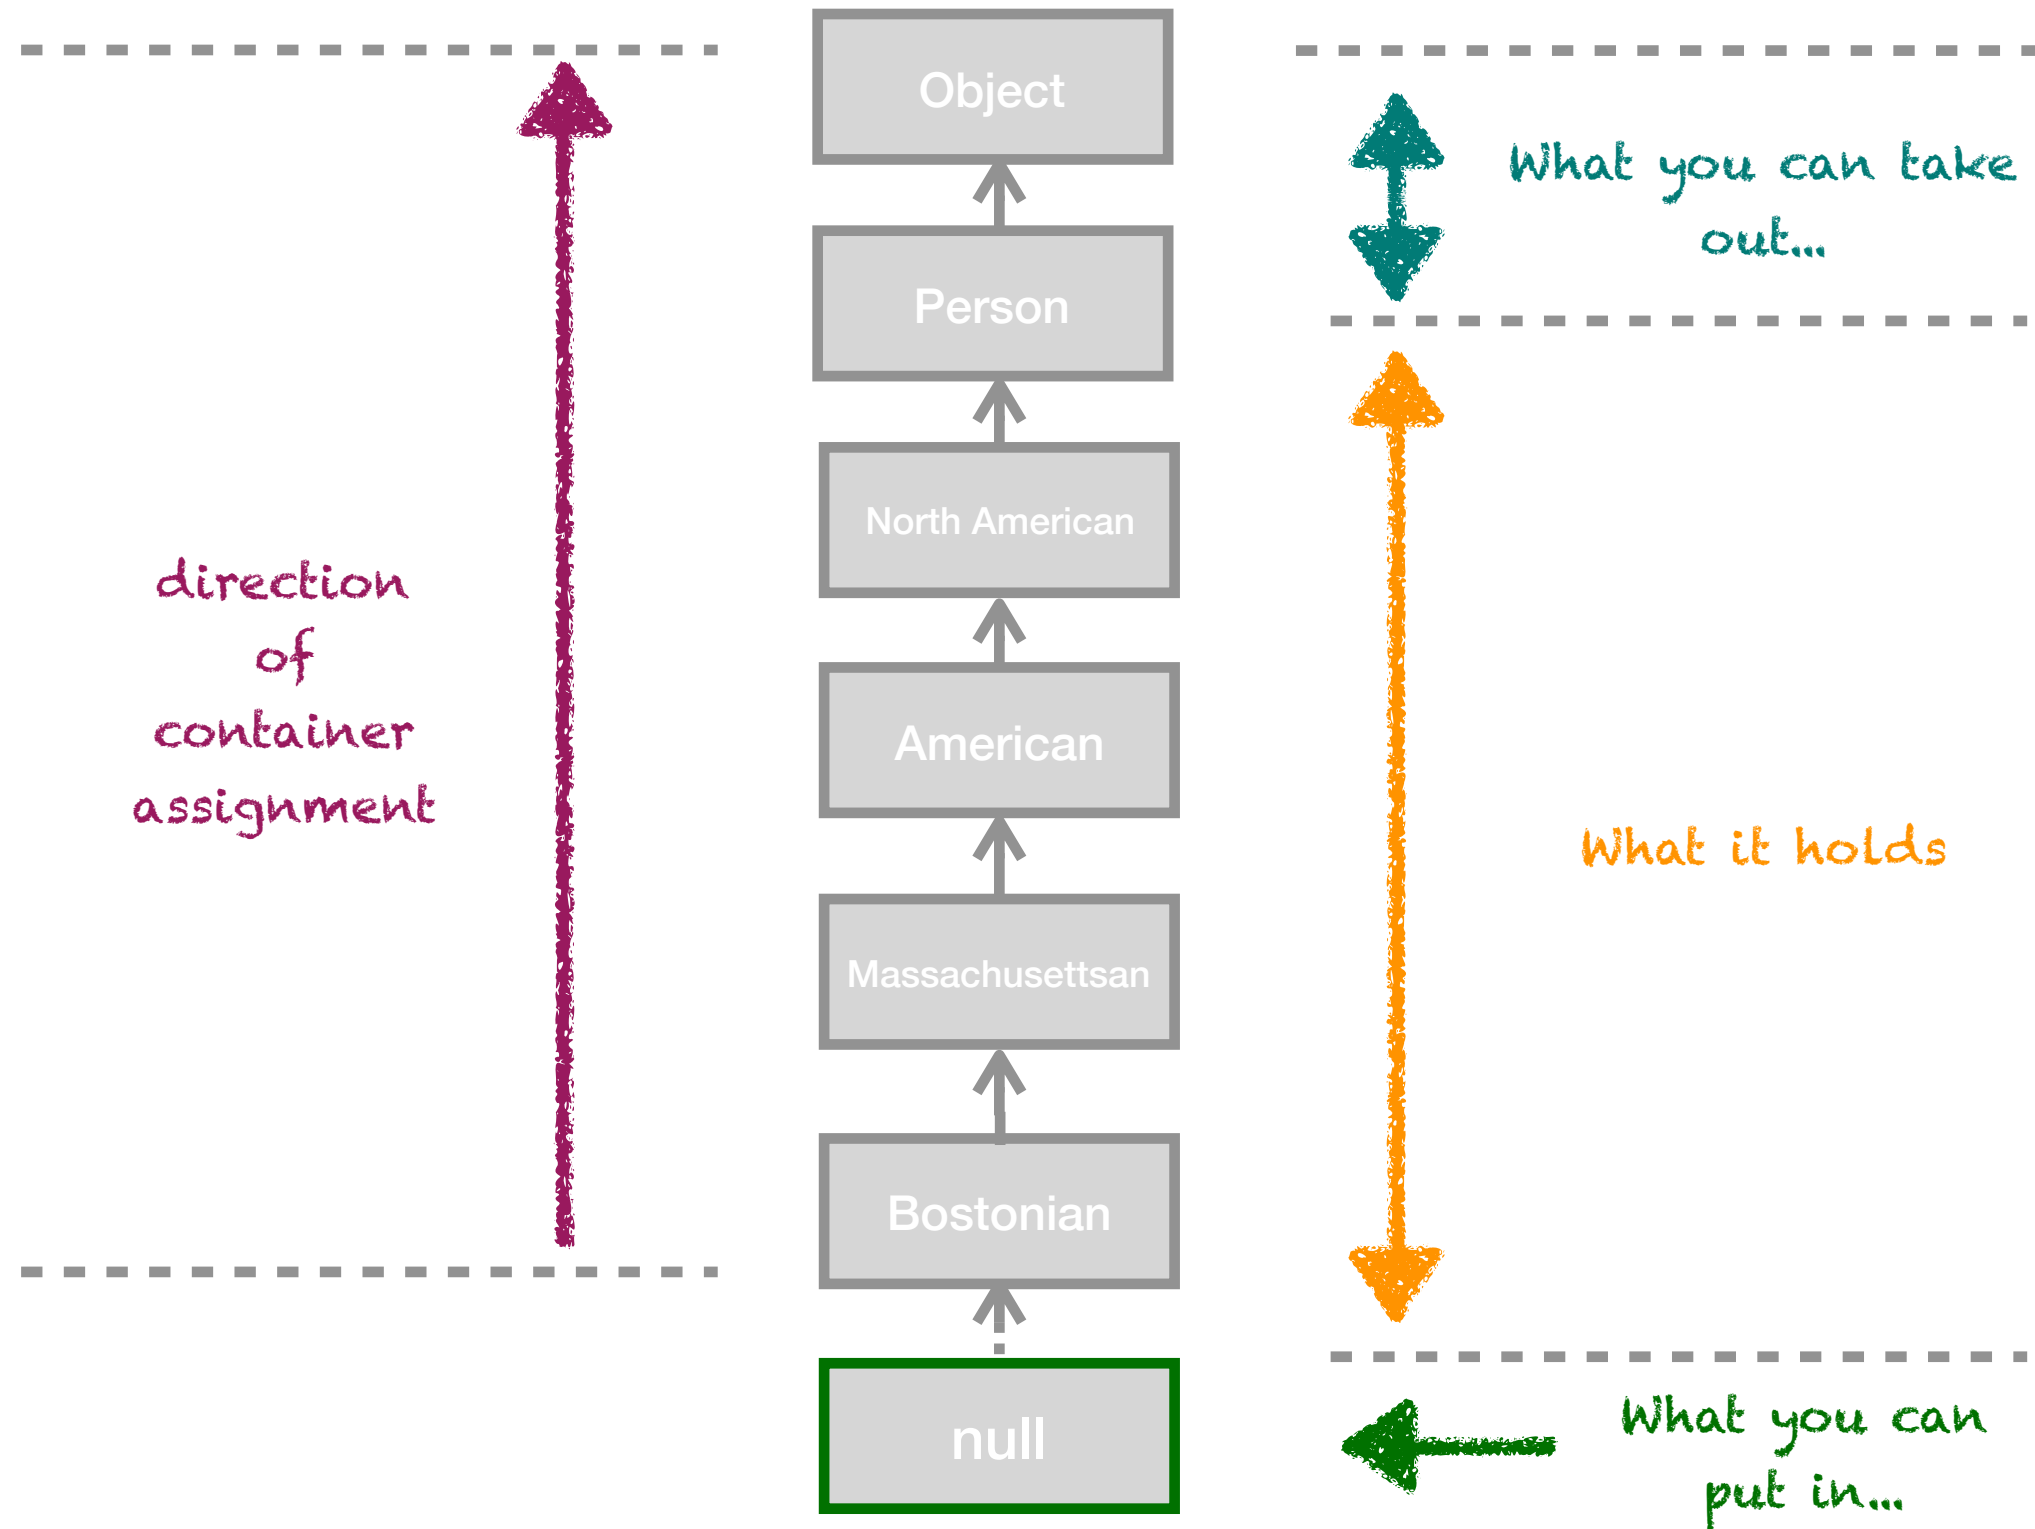 Object
What you can take
out...
Person
North American
direction
of
container
assignment
American
What it holds
Massachusettsan
Bostonian
What you can
put in...
null